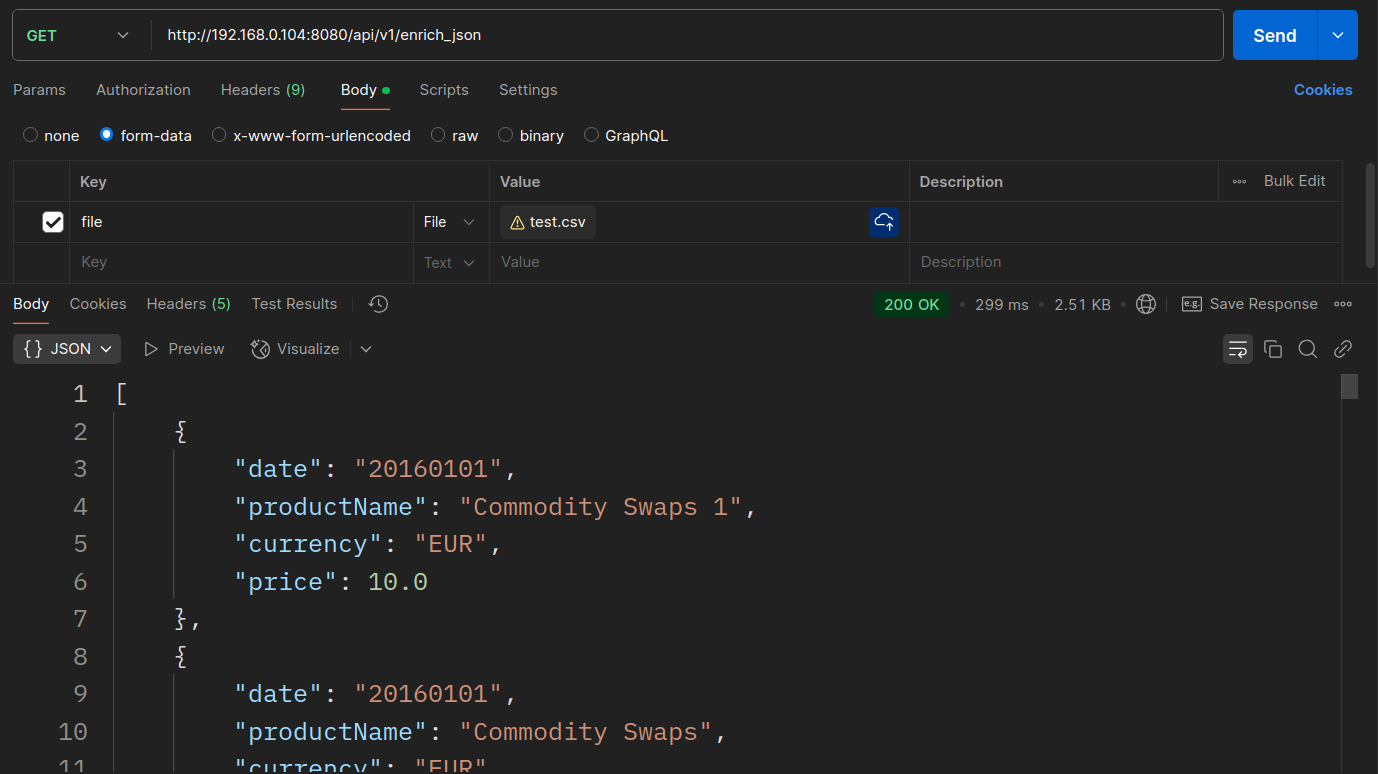 GET http://192.168.0.104:8080/api/v1/enrich_json Send
Params Authorization Headers (9) Body Scripts Settings Cookies
none form-data x-www-form-urlencoded raw binary GraphQL
Key Value Description Bulk Edit
file File test.csv
Key Text Value Description
Body Cookies Headers (5) Test Results 200 OK 299 ms 2.51 KB e.g. Save Response
{} JSON Preview Visualize
1 [
2 {
3 "date": "20160101",
4 "productName": "Commodity Swaps 1",
5 "currency": "EUR",
6 "price": 10.0
7 },
8 {
9 "date": "20160101",
10 "productName": "Commodity Swaps",
11 "currency": "EUR"